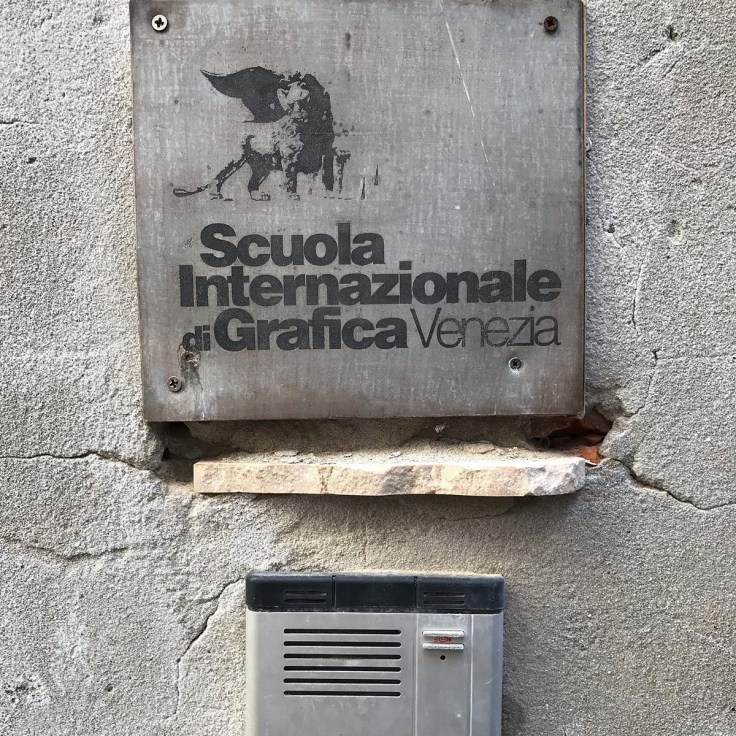 Scuola
Internazionale
di Grafica Venezia